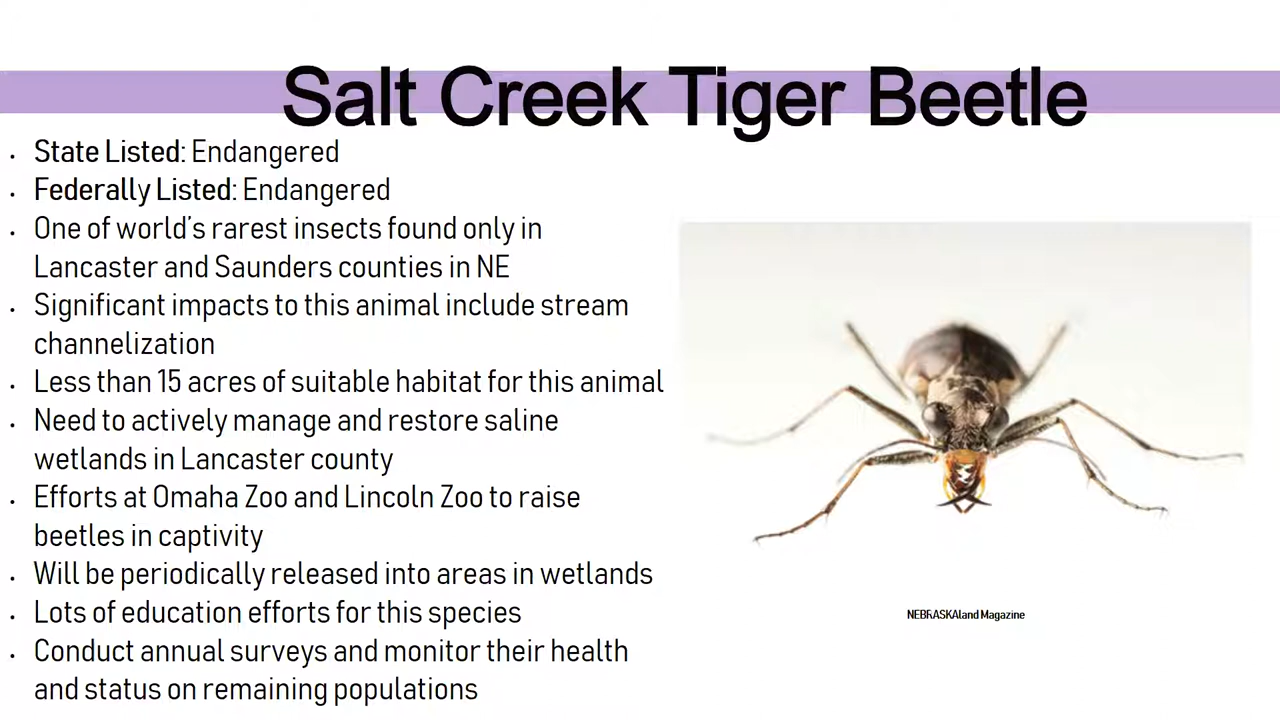 Salt Creek Tiger Beetle
• State Listed: Endangered
• Federally Listed: Endangered
• One of world's rarest insects found only in
Lancaster and Saunders counties in NE
• Significant impacts to this animal include stream
channelization
• Less than 15 acres of suitable habitat for this animal
• Need to actively manage and restore saline
wetlands in Lancaster county
• Efforts at Omaha Zoo and Lincoln Zoo to raise
beetles in captivity
• Will be periodically released into areas in wetlands
• Lots of education efforts for this species
• Conduct annual surveys and monitor their health
and status on remaining populations
NEBRASKAland Magazine